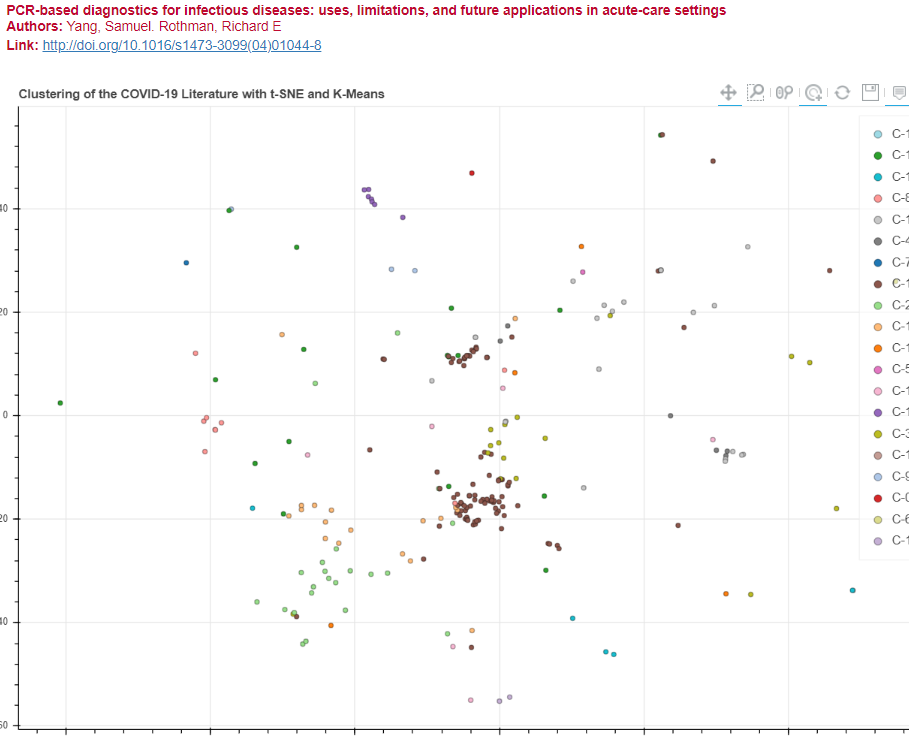 PCR-based diagnostics for infectious diseases: uses, limitations, and future applications in acute-care settings
Authors: Yang, Samuel. Rothman, Richard E
Link: http://doi.org/10.1016/s1473-3099(04)01044-8
Clustering of the COVID-19 Literature with t-SNE and K-Means
C-1
C-1
C-1
C-8
C-1
C-4
C-7
C-1
C-2
C-1
C-1
C-5
C-1
C-1
C-3
C-1
C-9
C-0
C-6
C-1
40
20
0
20
40
60